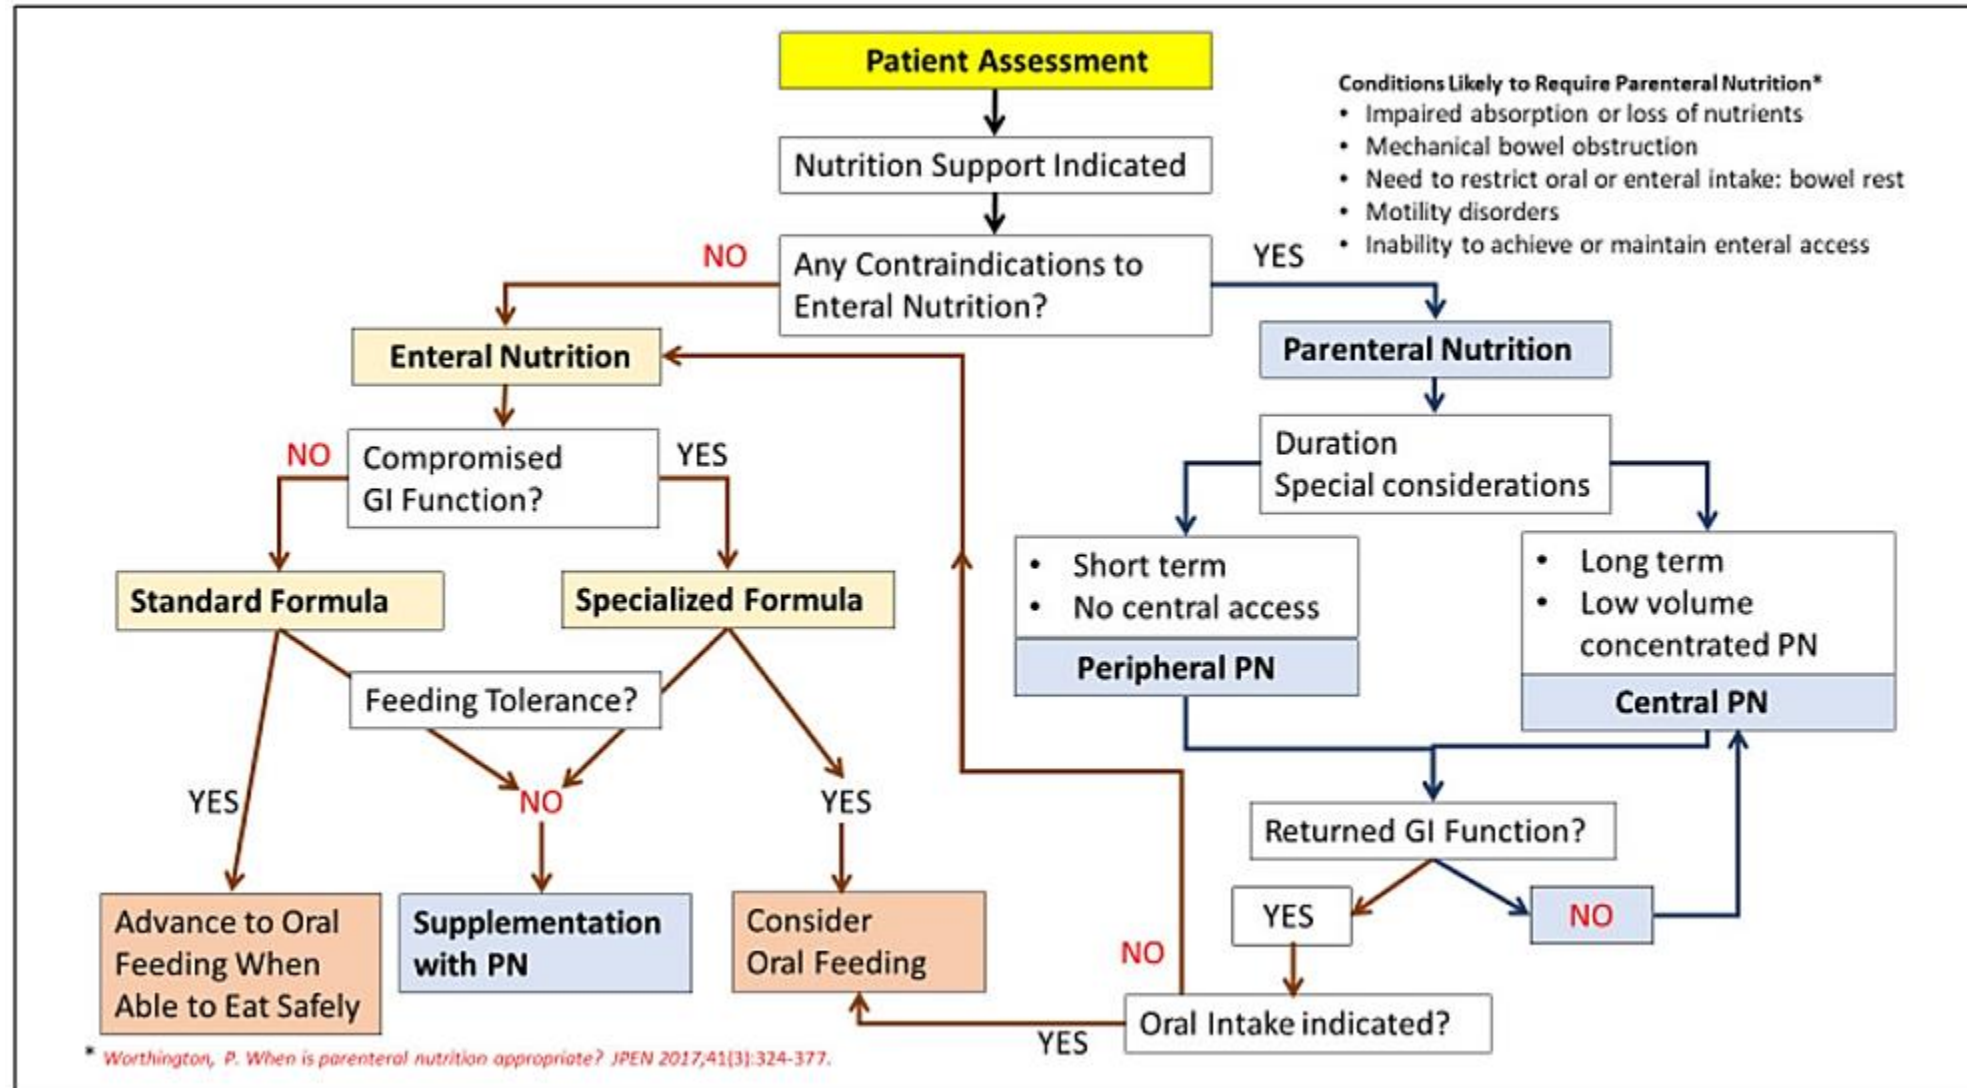 Patient Assessment
Conditions Likely to Require Parenteral Nutrition*
• Impaired absorption or loss of nutrients
• Mechanical bowel obstruction
• Need to restrict oral or enteral intake: bowel rest
• Motility disorders
• Inability to achieve or maintain enteral access
Nutrition Support Indicated
NO
Any Contraindications to
Enteral Nutrition?
YES
Enteral Nutrition
Parenteral Nutrition
NO
Compromised
GI Function?
YES
Duration
Special considerations
Standard Formula
Specialized Formula
• Short term
• No central access
Peripheral PN
• Long term
• Low volume
concentrated PN
Central PN
Feeding Tolerance?
YES
NO
YES
Returned GI Function?
YES
NO
Advance to Oral
Feeding When
Able to Eat Safely
Supplementation
with PN
Consider
Oral Feeding
NO
Oral Intake indicated?
YES
* Worthington, P. When is parenteral nutrition appropriate? JPEN 2017,41(3):324-377.